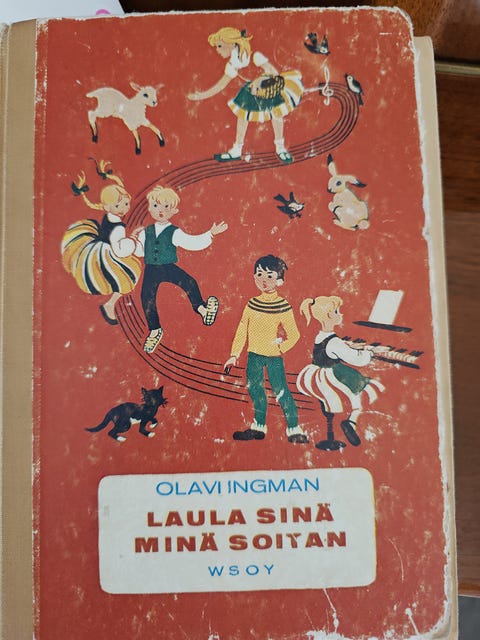 OLAVI INGMAN
LAULA SINÄ
MINÄ SOITAN
WSOY